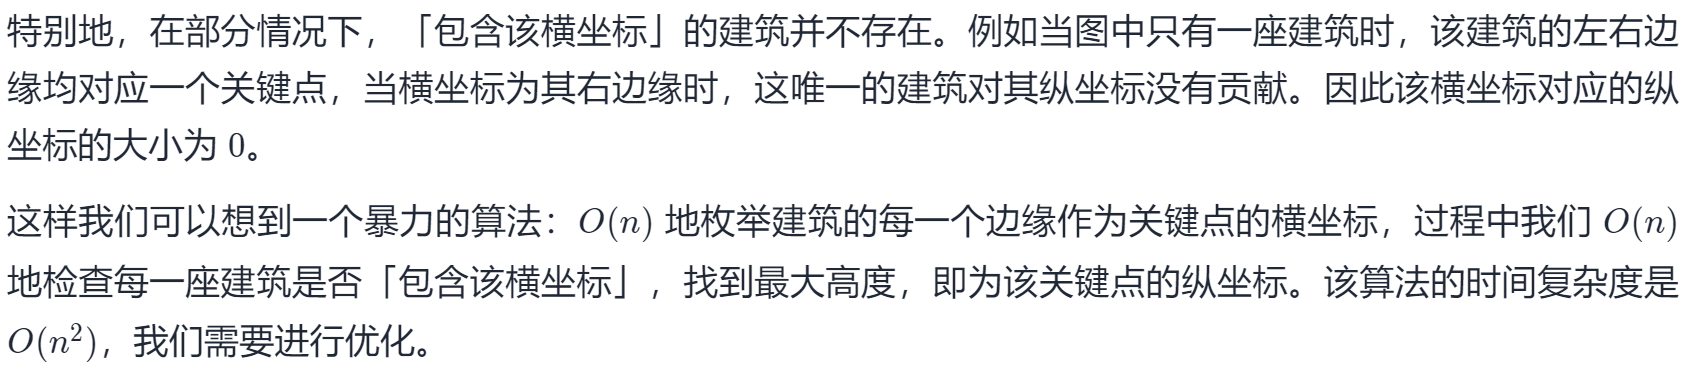 特别地，在部分情况下，「包含该横坐标」的建筑并不存在。例如当图中只有一座建筑时，该建筑的左右边
缘均对应一个关键点，当横坐标为其右边缘时，这唯一的建筑对其纵坐标没有贡献。因此该横坐标对应的纵
坐标的大小为 0。
这样我们可以想到一个暴力的算法：O(n) 地枚举建筑的每一个边缘作为关键点的横坐标，过程中我们 O(n)
地检查每一座建筑是否「包含该横坐标」，找到最大高度，即为该关键点的纵坐标。该算法的时间复杂度是
O(n²)，我们需要进行优化。